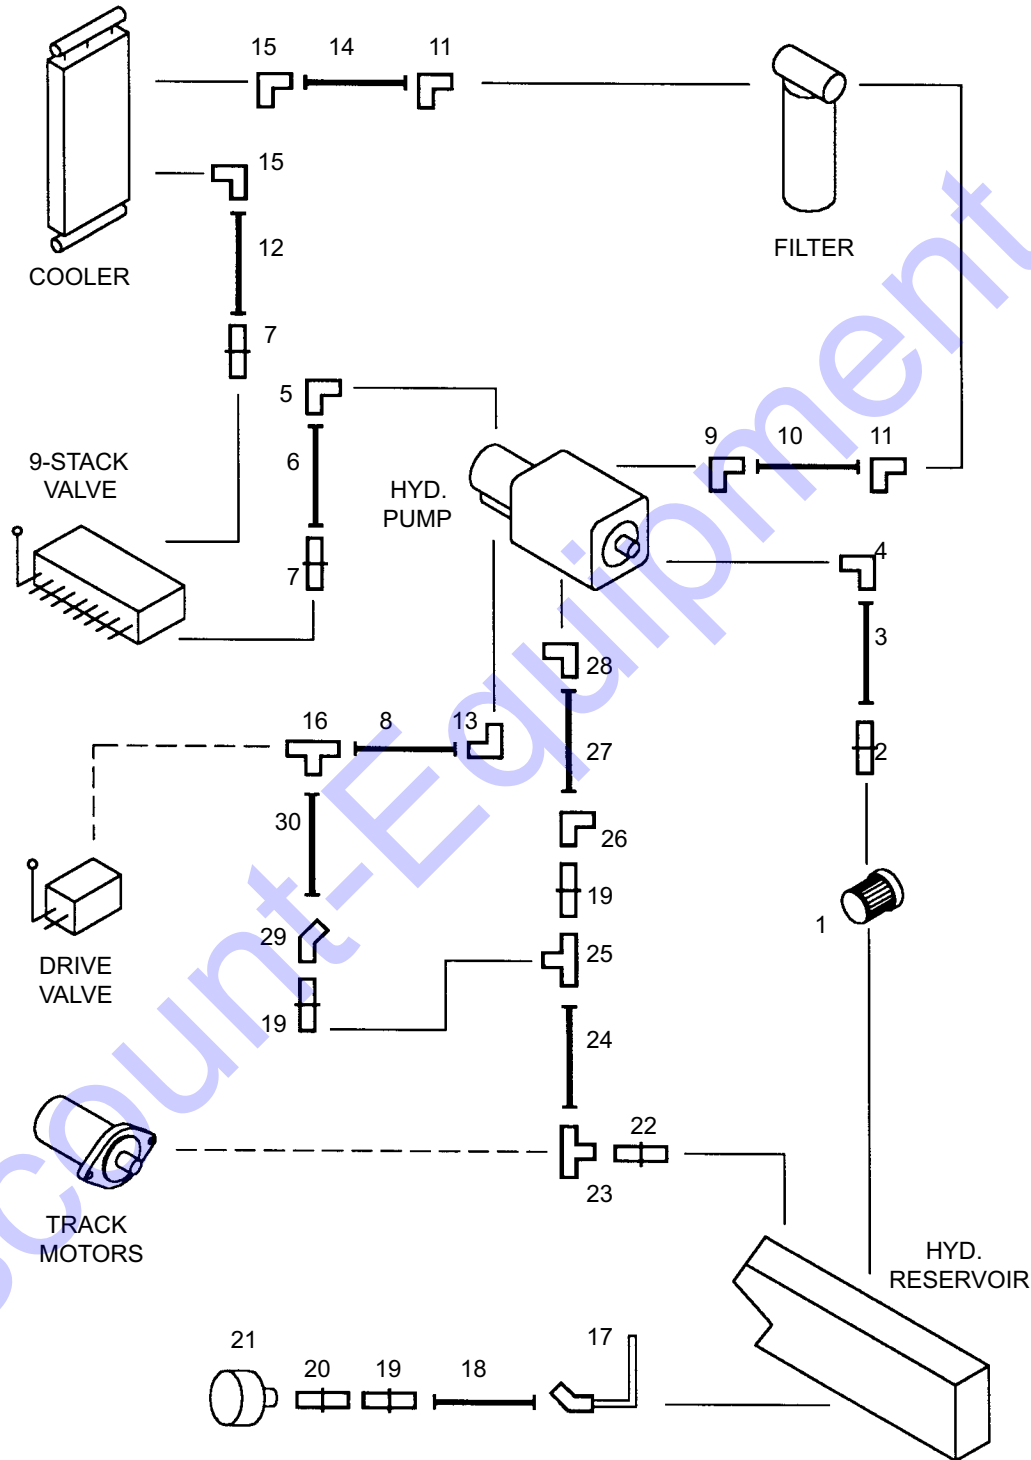 15 14 11
15
COOLER
12
FILTER
7
5
9-STACK
VALVE
6
HYD.
PUMP
9 10 11
7
4
3
28
16 8 13
27
2
30
26
19
1
29
25
DRIVE
VALVE
19
24
22
23
TRACK
MOTORS
HYD.
RESERVOIR
21 20 19 18 17
scount-Equipment